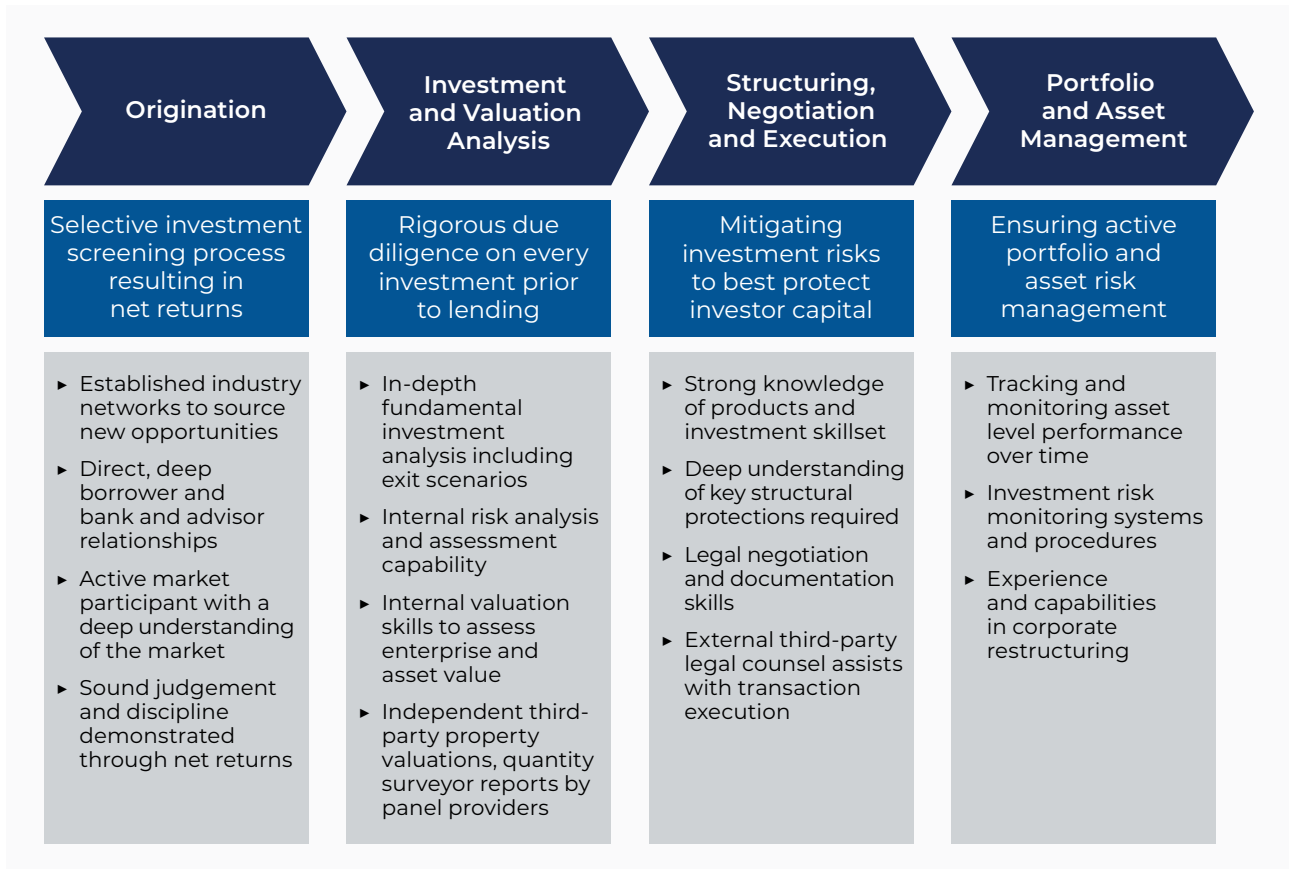 Origination
Investment
and Valuation
Analysis
Structuring,
Negotiation
and Execution
Portfolio
and Asset
Management
Selective investment
screening process
resulting in
net returns
Rigorous due
diligence on every
investment prior
to lending
Mitigating
investment risks
to best protect
investor capital
Ensuring active
portfolio and
asset risk
management
▸ Established industry
networks to source
new opportunities
▸ Direct, deep
borrower and
bank and advisor
relationships
▸ Active market
participant with a
deep understanding
of the market
▸ Sound judgement
and discipline
demonstrated
through net returns
▸ In-depth
fundamental
investment
analysis including
exit scenarios
▸ Internal risk analysis
and assessment
capability
▸ Internal valuation
skills to assess
enterprise and
asset value
▸ Independent third-
party property
valuations, quantity
surveyor reports by
panel providers
▸ Strong knowledge
of products and
investment skillset
▸ Deep understanding
of key structural
protections required
▸ Legal negotiation
and documentation
skills
▸ External third-party
legal counsel assists
with transaction
execution
▸ Tracking and
monitoring asset
level performance
over time
▸ Investment risk
monitoring systems
and procedures
▸ Experience
and capabilities
in corporate
restructuring